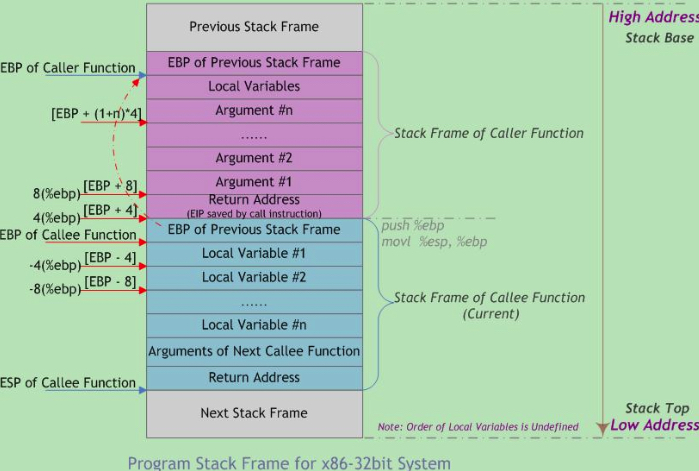 Previous Stack Frame
High Address
Stack Base
EBP of Caller Function
EBP of Previous Stack Frame
Local Variables
[EBP + (1+n)*4]
Argument #n
......
Stack Frame of Caller Function
Argument #2
8(%ebp)
[EBP + 8]
Argument #1
Return Address
(EIP saved by call instruction)
4(%ebp)
[EBP + 4]
EBP of Callee Function
EBP of Previous Stack Frame
push %ebp
movl %esp, %ebp
-4(%ebp)
[EBP - 4]
Local Variable #1
-8(%ebp)
[EBP - 8]
Local Variable #2
......
Stack Frame of Callee Function
(Current)
Local Variable #n
Arguments of Next Callee Function
ESP of Callee Function
Return Address
Next Stack Frame
Note: Order of Local Variables is Undefined
Stack Top
Low Address
Program Stack Frame for x86-32bit System